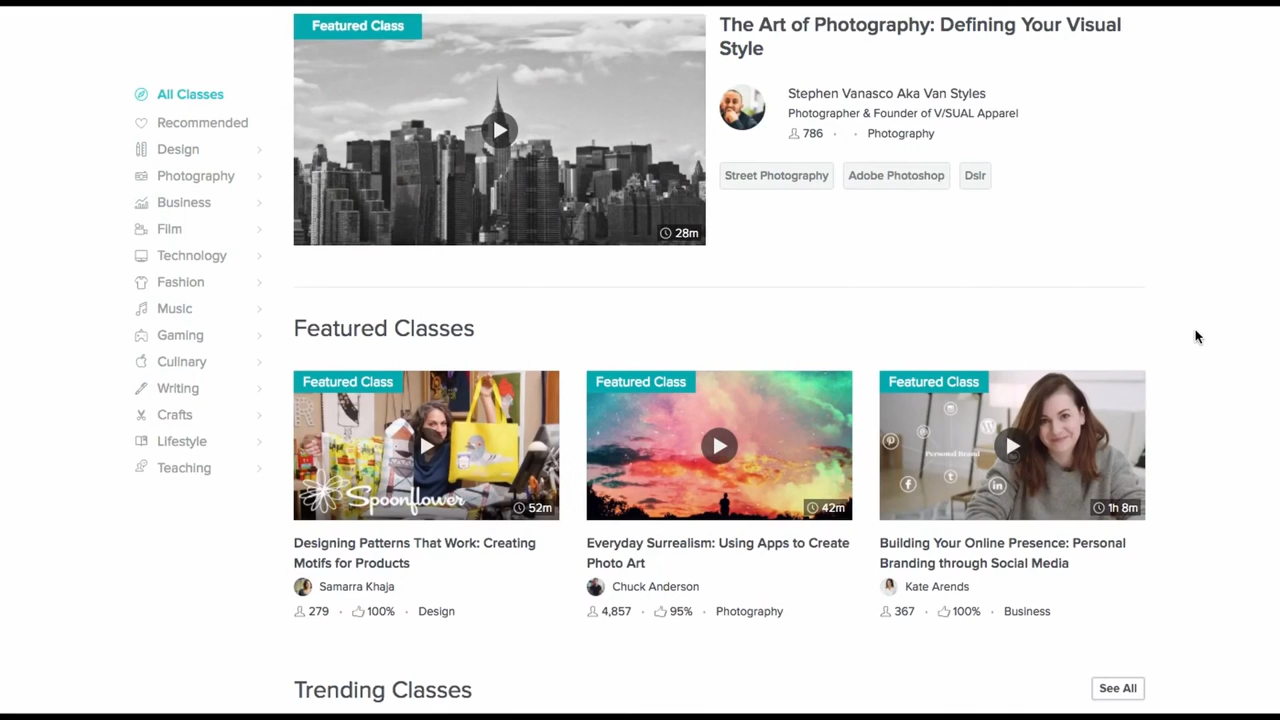 Featured Class
28m
The Art of Photography: Defining Your Visual
Style
Stephen Vanasco Aka Van Styles
Photographer & Founder of V/SUAL Apparel
786 · · Photography
Street Photography
Adobe Photoshop
Dslr
All Classes
Recommended
Design
Photography
Business
Film
Technology
Fashion
Music
Gaming
Culinary
Writing
Crafts
Lifestyle
Teaching
Featured Classes
Featured Class
Spoonflower
52m
Designing Patterns That Work: Creating
Motifs for Products
Samarra Khaja
279 · 100% · Design
Featured Class
42m
Everyday Surrealism: Using Apps to Create
Photo Art
Chuck Anderson
4,857 · 95% · Photography
Featured Class
Personal Brand
1h 8m
Building Your Online Presence: Personal
Branding through Social Media
Kate Arends
367 · 100% · Business
Trending Classes
See All